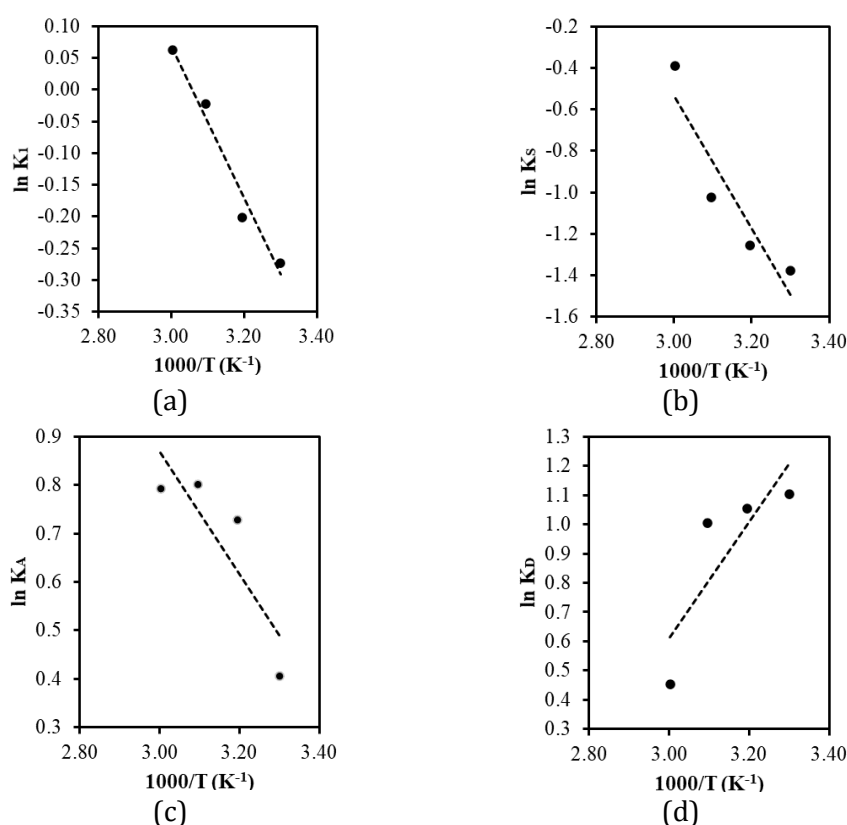 0.10
0.05
0.00
-0.05
-0.10
-0.15
-0.20
-0.25
-0.30
-0.35
ln K₁
2.80 3.00 3.20 3.40
1000/T (K⁻¹)
(a)
-0.2
-0.4
-0.6
-0.8
-1.0
-1.2
-1.4
-1.6
ln Kₛ
2.80 3.00 3.20 3.40
1000/T (K⁻¹)
(b)
0.9
0.8
0.7
0.6
0.5
0.4
0.3
ln K_A
2.80 3.00 3.20 3.40
1000/T (K⁻¹)
(c)
1.3
1.2
1.1
1.0
0.9
0.8
0.7
0.6
0.5
0.4
0.3
ln K_D
2.80 3.00 3.20 3.40
1000/T (K⁻¹)
(d)